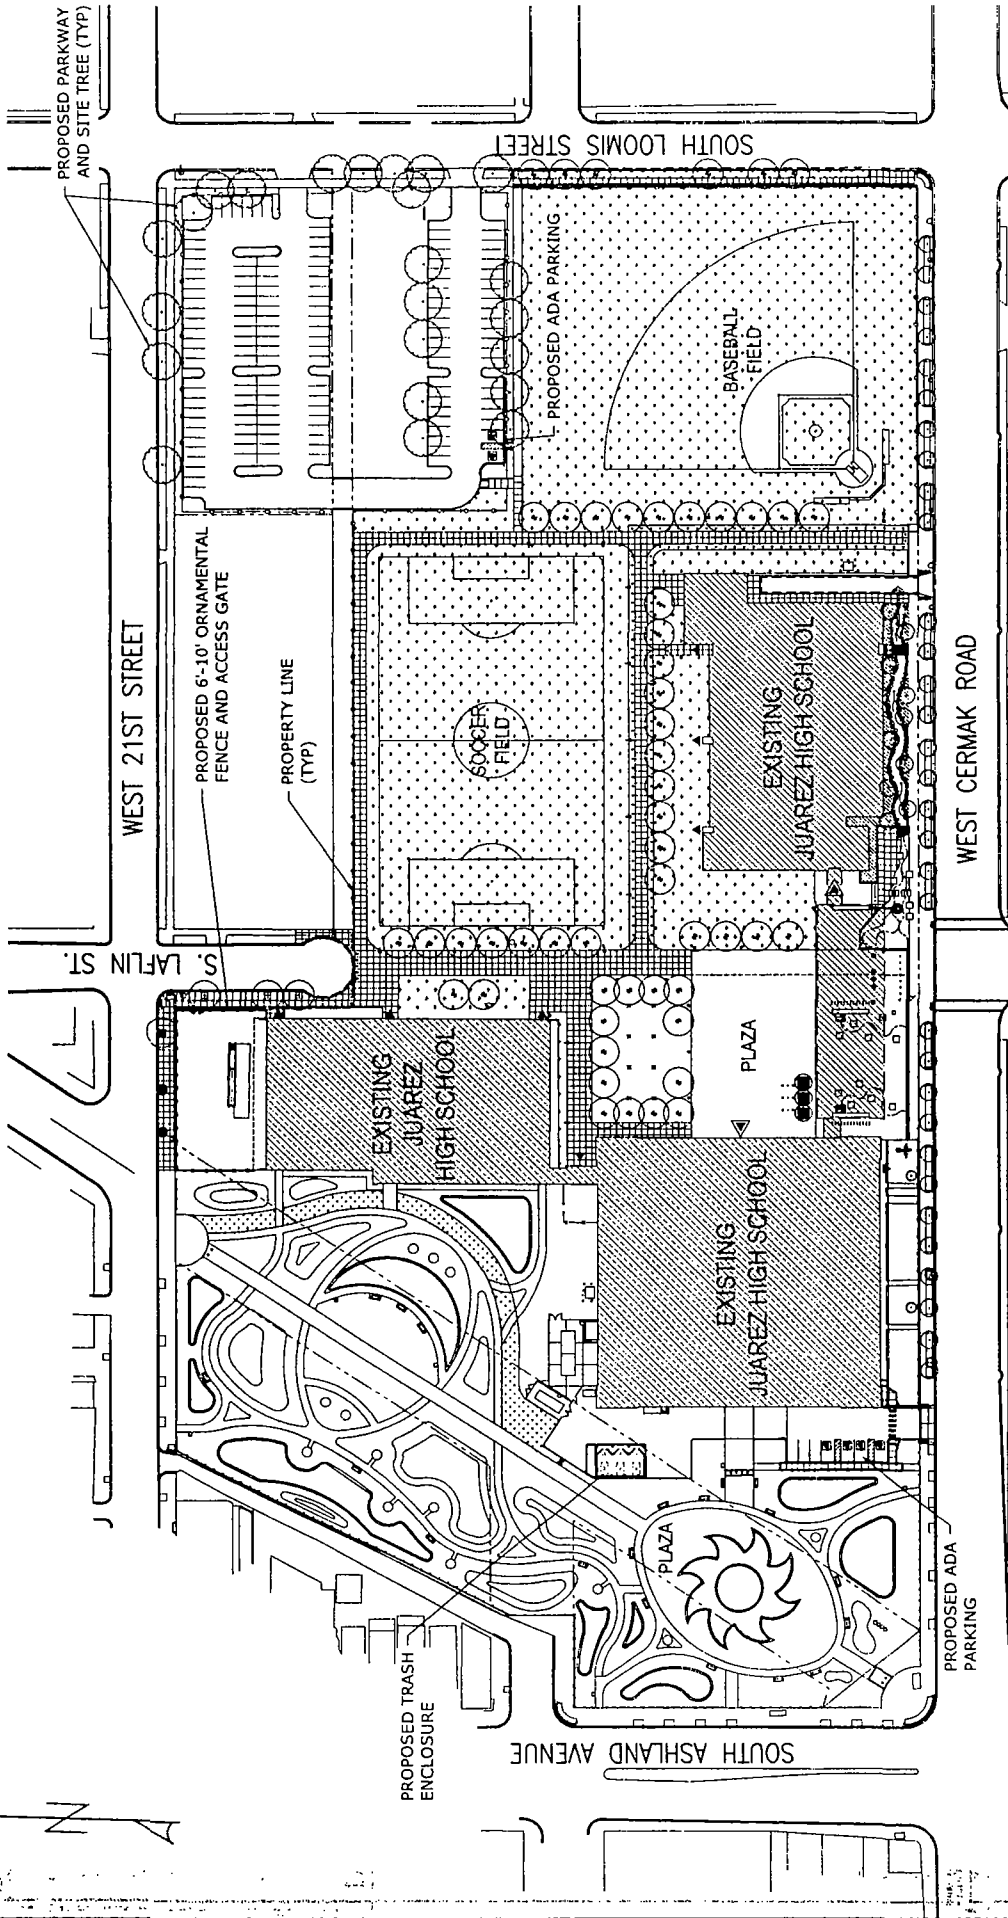 PROPOSED PARKWAY
AND SITE TREE (TYP)
SOUTH LOOMIS STREET
PROPOSED ADA PARKING
BASEBALL
FIELD
WEST 21ST STREET
PROPOSED 6'-10' ORNAMENTAL
FENCE AND ACCESS GATE
PROPERTY LINE
(TYP)
SOCCER
FIELD
EXISTING
JUAREZ HIGH SCHOOL
WEST CERMAK ROAD
S. LAFLIN ST.
EXISTING
JUAREZ
HIGH SCHOOL
PLAZA
EXISTING
JUAREZ HIGH SCHOOL
PLAZA
PROPOSED TRASH
ENCLOSURE
PROPOSED ADA
PARKING
SOUTH ASHLAND AVENUE
N